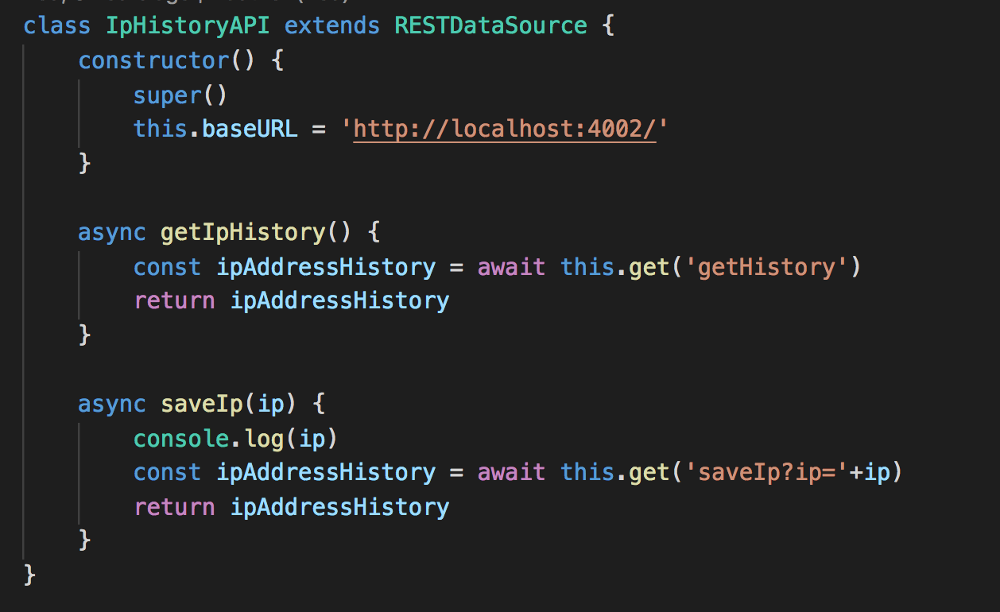 class IpHistoryAPI extends RESTDataSource {
    constructor() {
        super()
        this.baseURL = 'http://localhost:4002/'
    }

    async getIpHistory() {
        const ipAddressHistory = await this.get('getHistory')
        return ipAddressHistory
    }

    async saveIp(ip) {
        console.log(ip)
        const ipAddressHistory = await this.get('saveIp?ip='+ip)
        return ipAddressHistory
    }
}